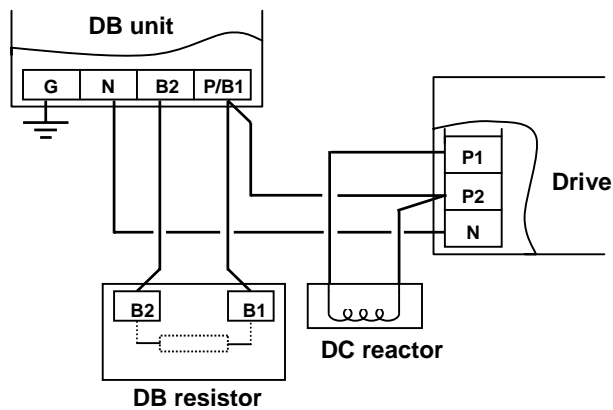 DB unit
G N B2 P/B1
P1
P2
N
Drive
B2 B1
DB resistor
DC reactor